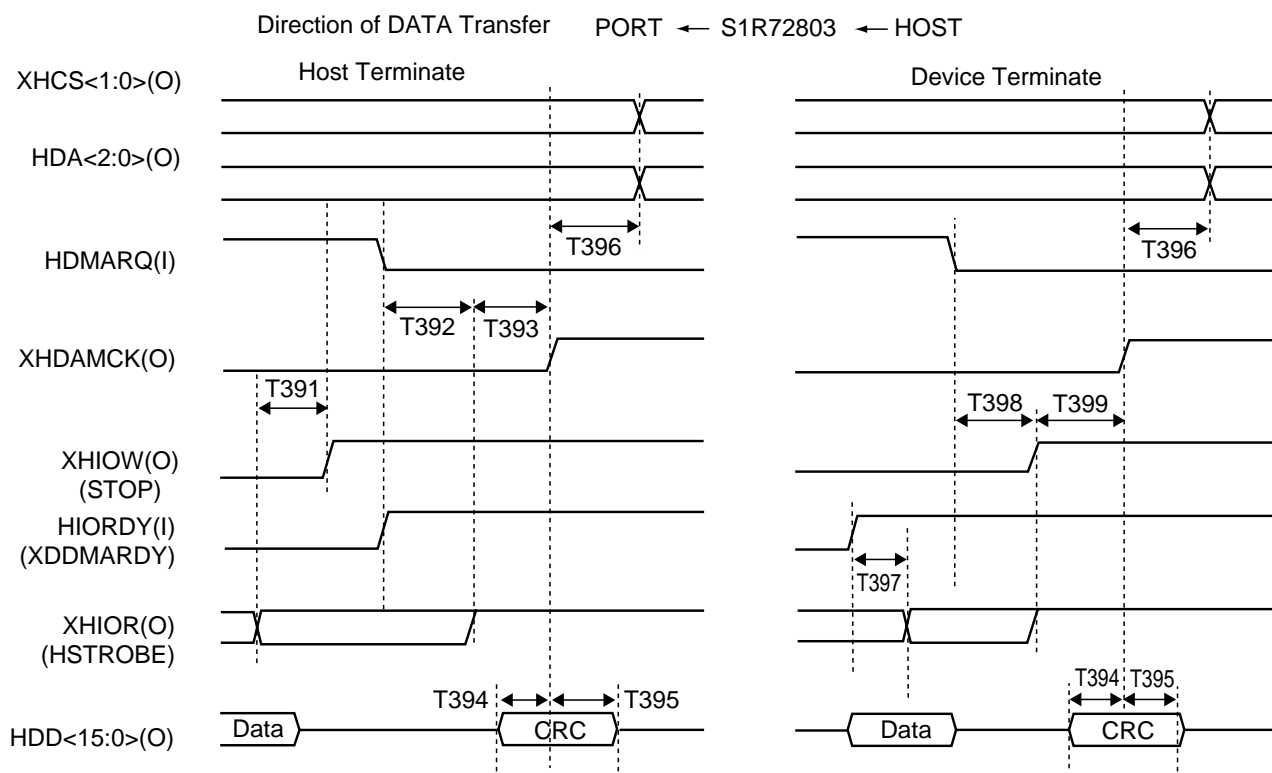 Direction of DATA Transfer PORT ← S1R72803 ← HOST
Host Terminate
Device Terminate
XHCS<1:0>(O)
HDA<2:0>(O)
T396
T396
HDMARQ(I)
T392
T393
XHDAMCK(O)
T391
T398
T399
XHIOW(O)
(STOP)
HIORDY(I)
(XDDMARDY)
T397
XHIOR(O)
(HSTROBE)
T394
T395
T394
T395
HDD<15:0>(O)
Data
CRC
Data
CRC